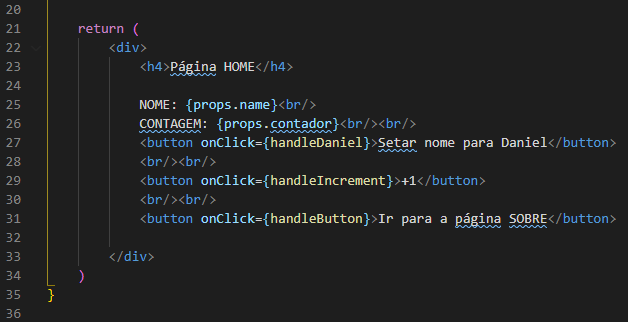 20
21 return (
22 <div>
23 <h4>Página HOME</h4>
24
25 NOME: {props.name}<br/>
26 CONTAGEM: {props.contador}<br/><br/>
27 <button onClick={handleDaniel}>Setar nome para Daniel</button>
28 <br/><br/>
29 <button onClick={handleIncrement}>+1</button>
30 <br/><br/>
31 <button onClick={handleButton}>Ir para a página SOBRE</button>
32
33 </div>
34 )
35 }
36